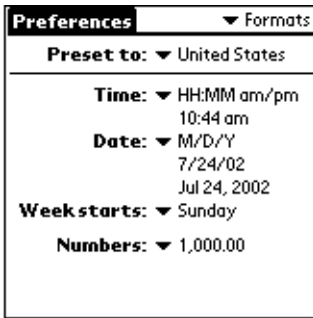 Preferences Formats
Preset to: United States
Time: HH:MM am/pm
10:44 am
Date: M/D/Y
7/24/02
Jul 24, 2002
Week starts: Sunday
Numbers: 1,000.00